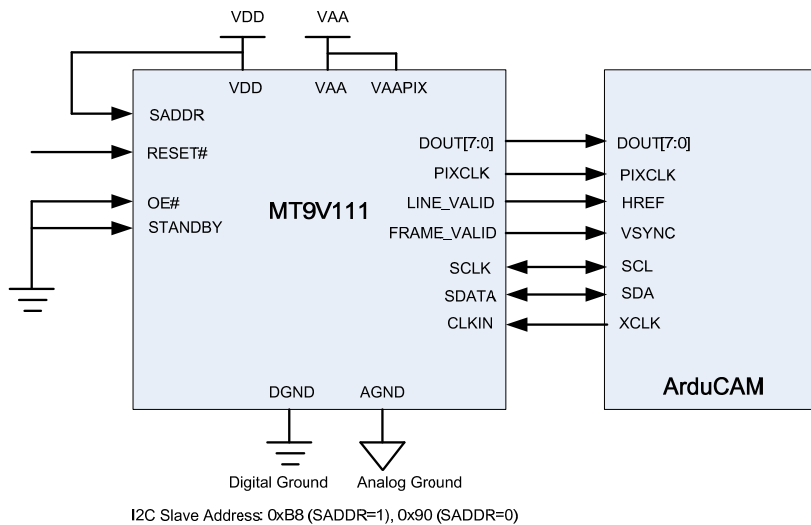 VDD VAA
VDD VAA VAAPIX
SADDR
RESET#
OE#
STANDBY
MT9V111
DOUT[7:0]
PIXCLK
LINE_VALID
FRAME_VALID
SCLK
SDATA
CLKIN
DOUT[7:0]
PIXCLK
HREF
VSYNC
SCL
SDA
XCLK
ArduCAM
DGND AGND
Digital Ground Analog Ground
I2C Slave Address: 0xB8 (SADDR=1), 0x90 (SADDR=0)